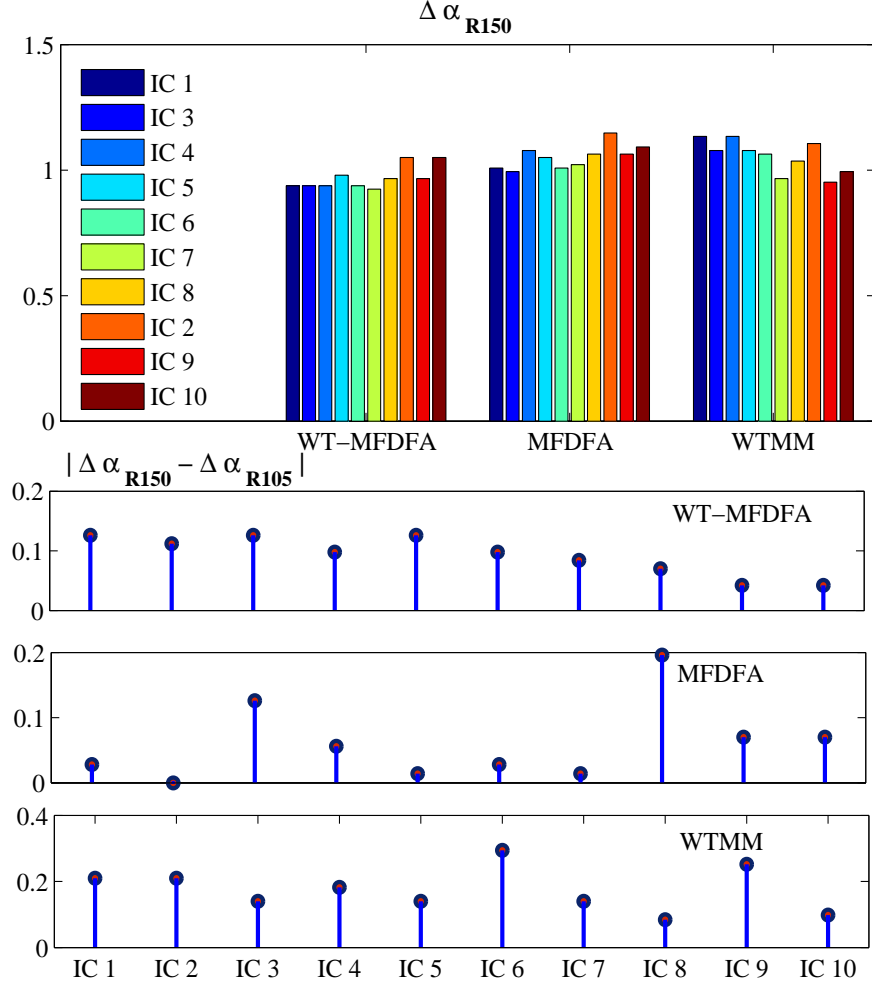 Δ α R150
1.5
1
0.5
0
IC 1
IC 3
IC 4
IC 5
IC 6
IC 7
IC 8
IC 2
IC 9
IC 10
WT−MFDFA MFDFA WTMM
| Δ α R150 − Δ α R105 |
0.2
0.1
0
WT−MFDFA
0.2
0.1
0
MFDFA
0.4
0.2
0
WTMM
IC 1 IC 2 IC 3 IC 4 IC 5 IC 6 IC 7 IC 8 IC 9 IC 10